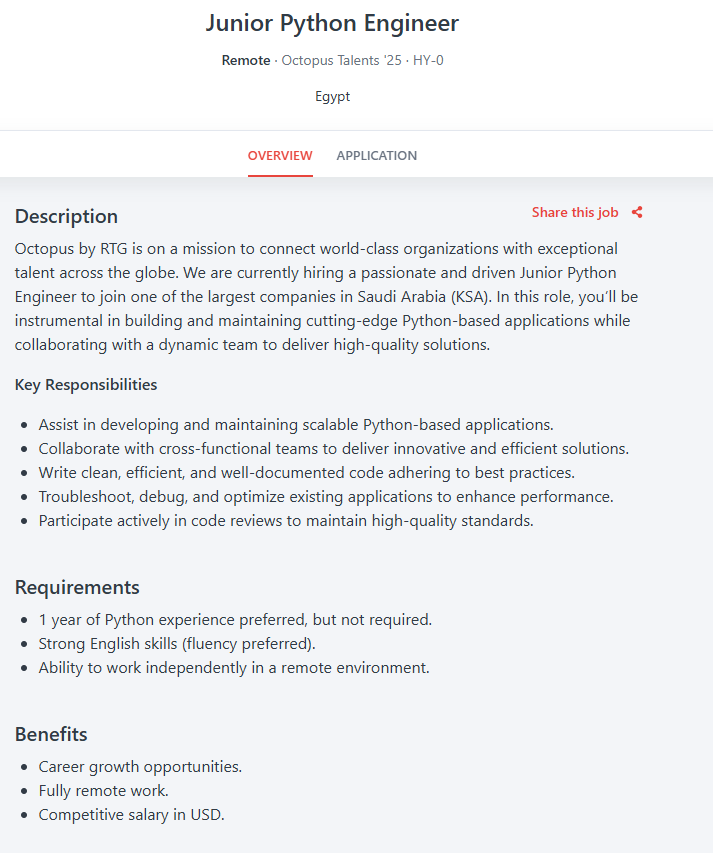 Junior Python Engineer
Remote · Octopus Talents '25 · HY-0
Egypt
OVERVIEW APPLICATION
Description
Share this job
Octopus by RTG is on a mission to connect world-class organizations with exceptional
talent across the globe. We are currently hiring a passionate and driven Junior Python
Engineer to join one of the largest companies in Saudi Arabia (KSA). In this role, you’ll be
instrumental in building and maintaining cutting-edge Python-based applications while
collaborating with a dynamic team to deliver high-quality solutions.
Key Responsibilities
• Assist in developing and maintaining scalable Python-based applications.
• Collaborate with cross-functional teams to deliver innovative and efficient solutions.
• Write clean, efficient, and well-documented code adhering to best practices.
• Troubleshoot, debug, and optimize existing applications to enhance performance.
• Participate actively in code reviews to maintain high-quality standards.
Requirements
• 1 year of Python experience preferred, but not required.
• Strong English skills (fluency preferred).
• Ability to work independently in a remote environment.
Benefits
• Career growth opportunities.
• Fully remote work.
• Competitive salary in USD.